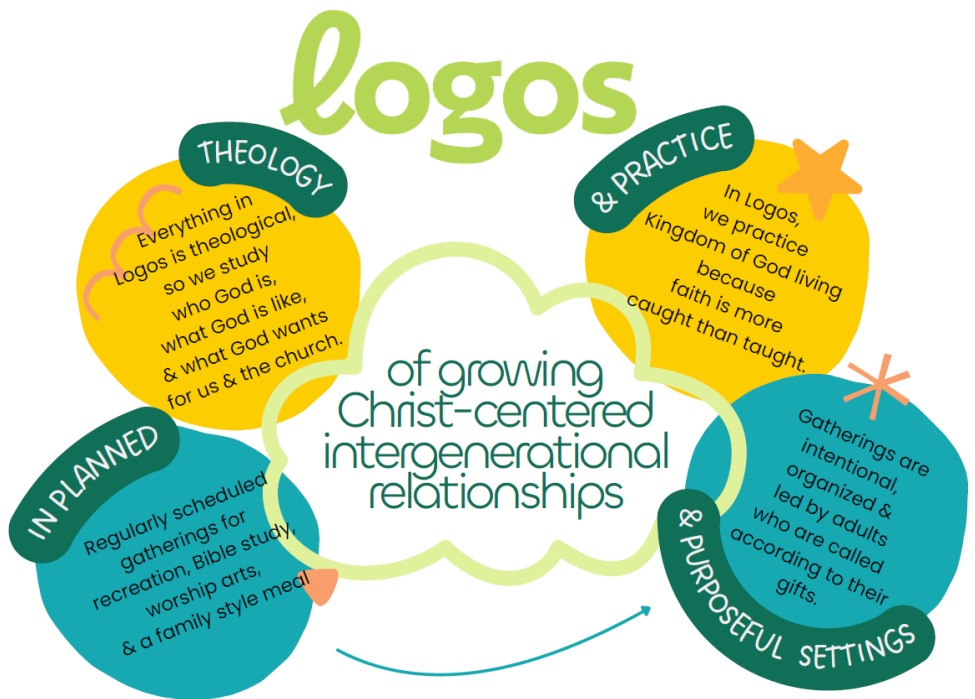 logos
THEOLOGY
Everything in
Logos is theological,
so we study
who God is,
what God is like,
& what God wants
for us & the church.
& PRACTICE
In Logos,
we practice
Kingdom of God living
because
faith is more
caught than taught.
of growing
Christ-centered
intergenerational
relationships
IN PLANNED
Regularly scheduled
gatherings for
recreation, Bible study,
worship arts,
& a family style meal
& PURPOSEFUL SETTINGS
Gatherings are
intentional,
organized &
led by adults
who are called
according to their
gifts.